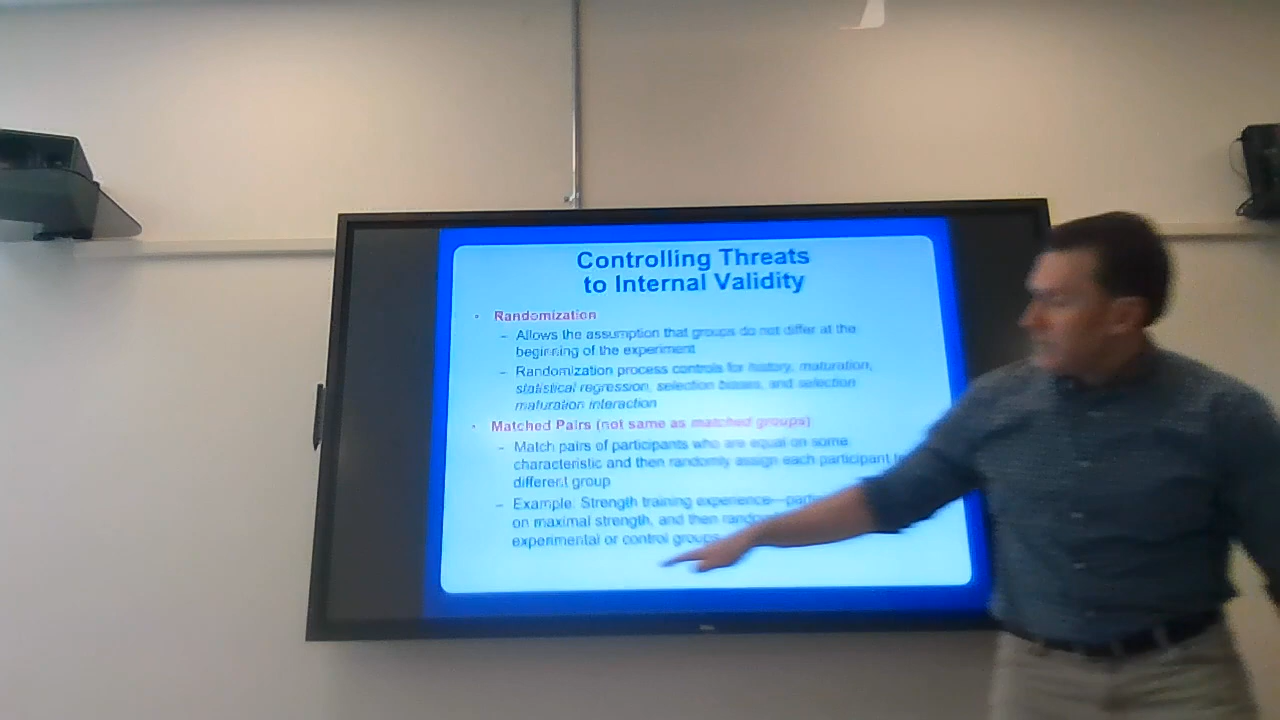 Controlling Threats
to Internal Validity
• Randomization
– Allows the assumption that groups do not differ at the
beginning of the experiment
– Randomization process controls for history, maturation,
statistical regression, selection biases, and selection
maturation interaction
• Matched Pairs (not same as matched groups)
– Match pairs of participants who are equal on some
characteristic and then randomly assign each participant
different group
– Example: Strength training experience—
on maximal strength, and then
experimental or control groups